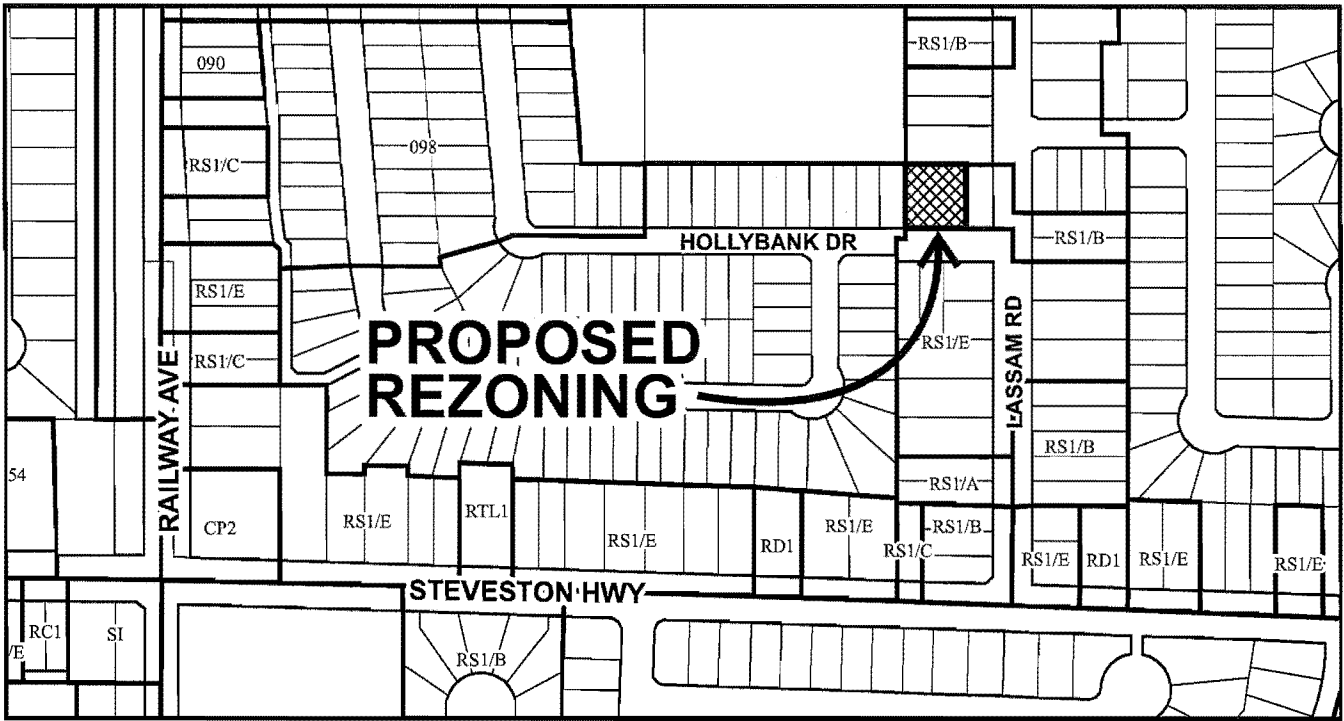 RS1/B
090
098
RS1/C
HOLLYBANK DR
RS1/B
RS1/E
PROPOSED
REZONING
RS1/E
LASSAM RD
RS1/C
RAILWAY AVE
RS1/B
54
RS1/A
CP2
RS1/E
RTL1
RS1/E
RD1
RS1/E
RS1/C
RS1/B
RS1/E
RD1
RS1/E
RS1/E
STEVESTON HWY
RC1
SI
/E
RS1/B